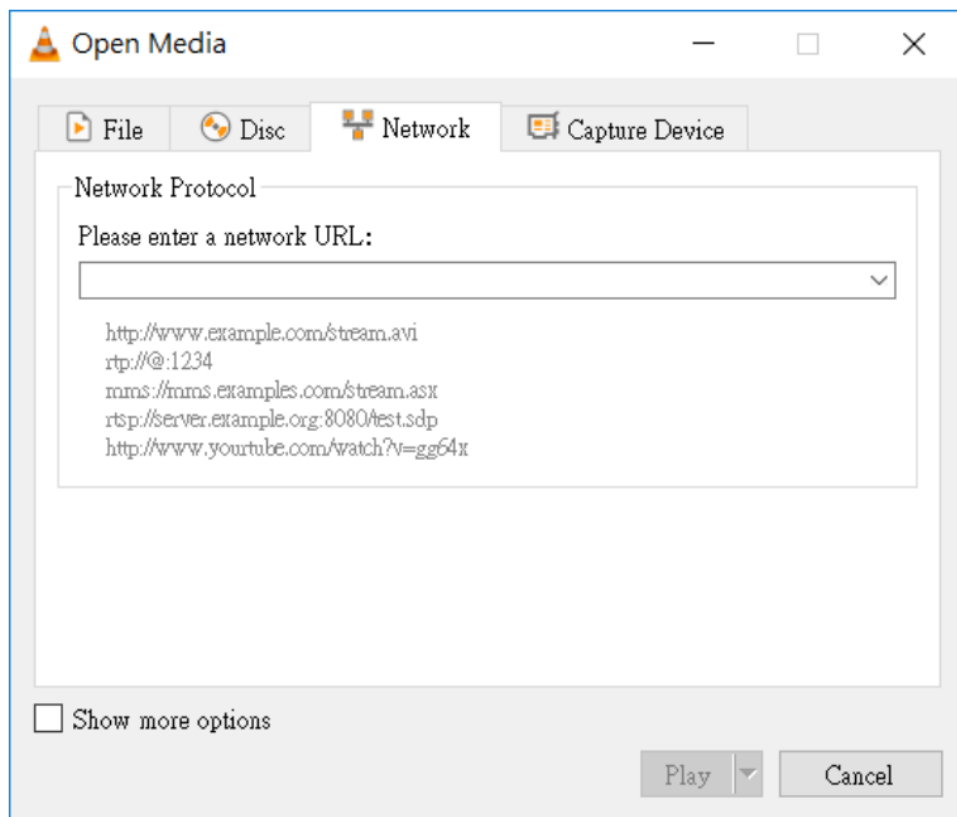 Open Media
File
Disc
Network
Capture Device
Network Protocol
Please enter a network URL:
http://www.example.com/stream.avi
rtp://@:1234
mms://mms.examples.com/stream.asx
rtsp://server.example.org:8080/test.sdp
http://www.yourtube.com/watch?v=gg64x
Show more options
Play
Cancel